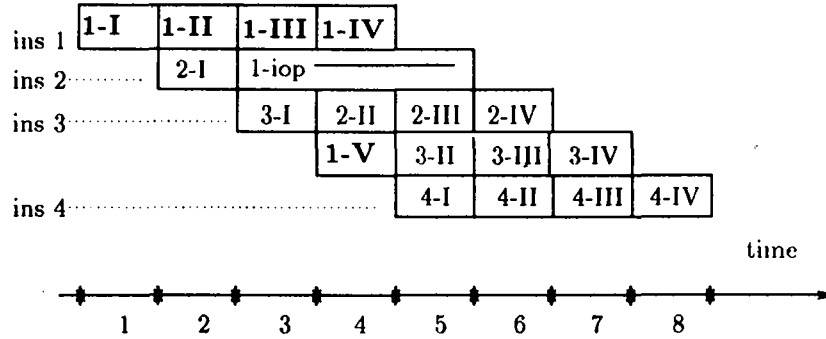 ins 1 1-I 1-II 1-III 1-IV
ins 2 2-I 1-iop
ins 3 3-I 2-II 2-III 2-IV
1-V 3-II 3-III 3-IV
ins 4 4-I 4-II 4-III 4-IV
time
1 2 3 4 5 6 7 8